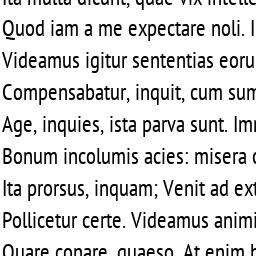 ita multa dicunt, quae vix intelle
Quod iam a me expectare noli. I
Videamus igitur sententias eoru
Compensabatur, inquit, cum sum
Age, inquies, ista parva sunt. Im
Bonum incolumis acies: misera c
Ita prorsus, inquam; Venit ad ext
Pollicetur certe. Videamus animi
Quare conare, quaeso. At enim h